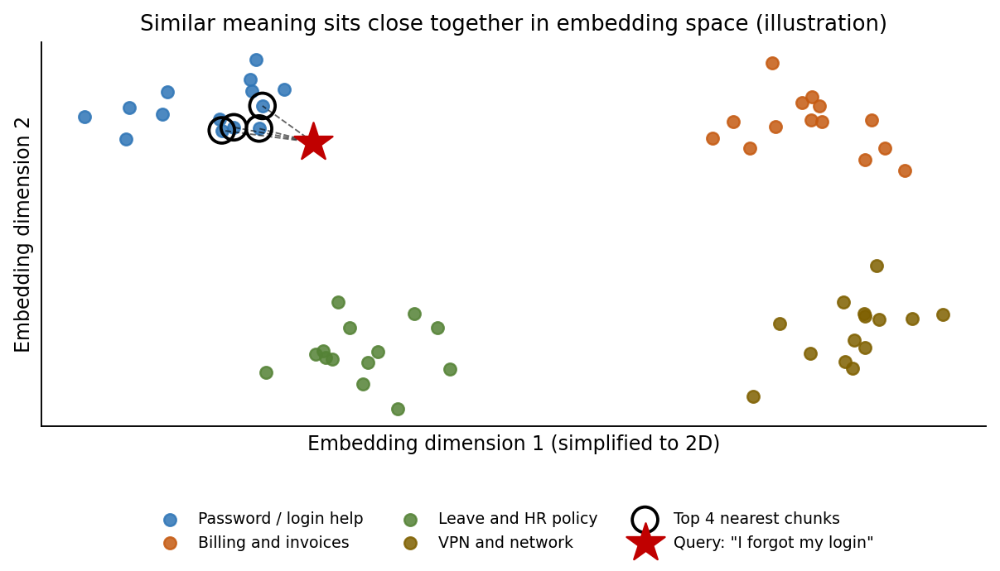 Similar meaning sits close together in embedding space (illustration)
Embedding dimension 2
Embedding dimension 1 (simplified to 2D)
Password / login help
Billing and invoices
Leave and HR policy
VPN and network
Top 4 nearest chunks
Query: "I forgot my login"